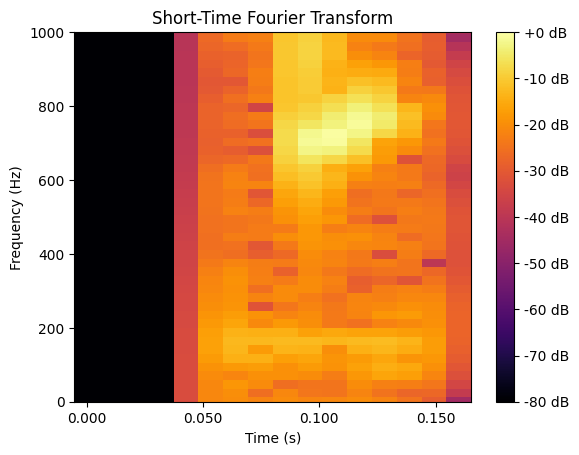 Short-Time Fourier Transform
1000
800
600
400
200
0
Frequency (Hz)
0.000
0.050
0.100
0.150
Time (s)
+0 dB
-10 dB
-20 dB
-30 dB
-40 dB
-50 dB
-60 dB
-70 dB
-80 dB